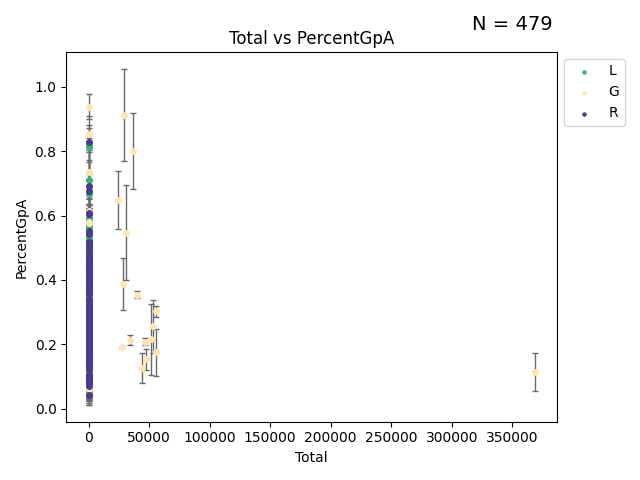 N = 479
Total vs PercentGpA
L
G
R
PercentGpA
1.0
0.8
0.6
0.4
0.2
0.0
0 50000 100000 150000 200000 250000 300000 350000
Total